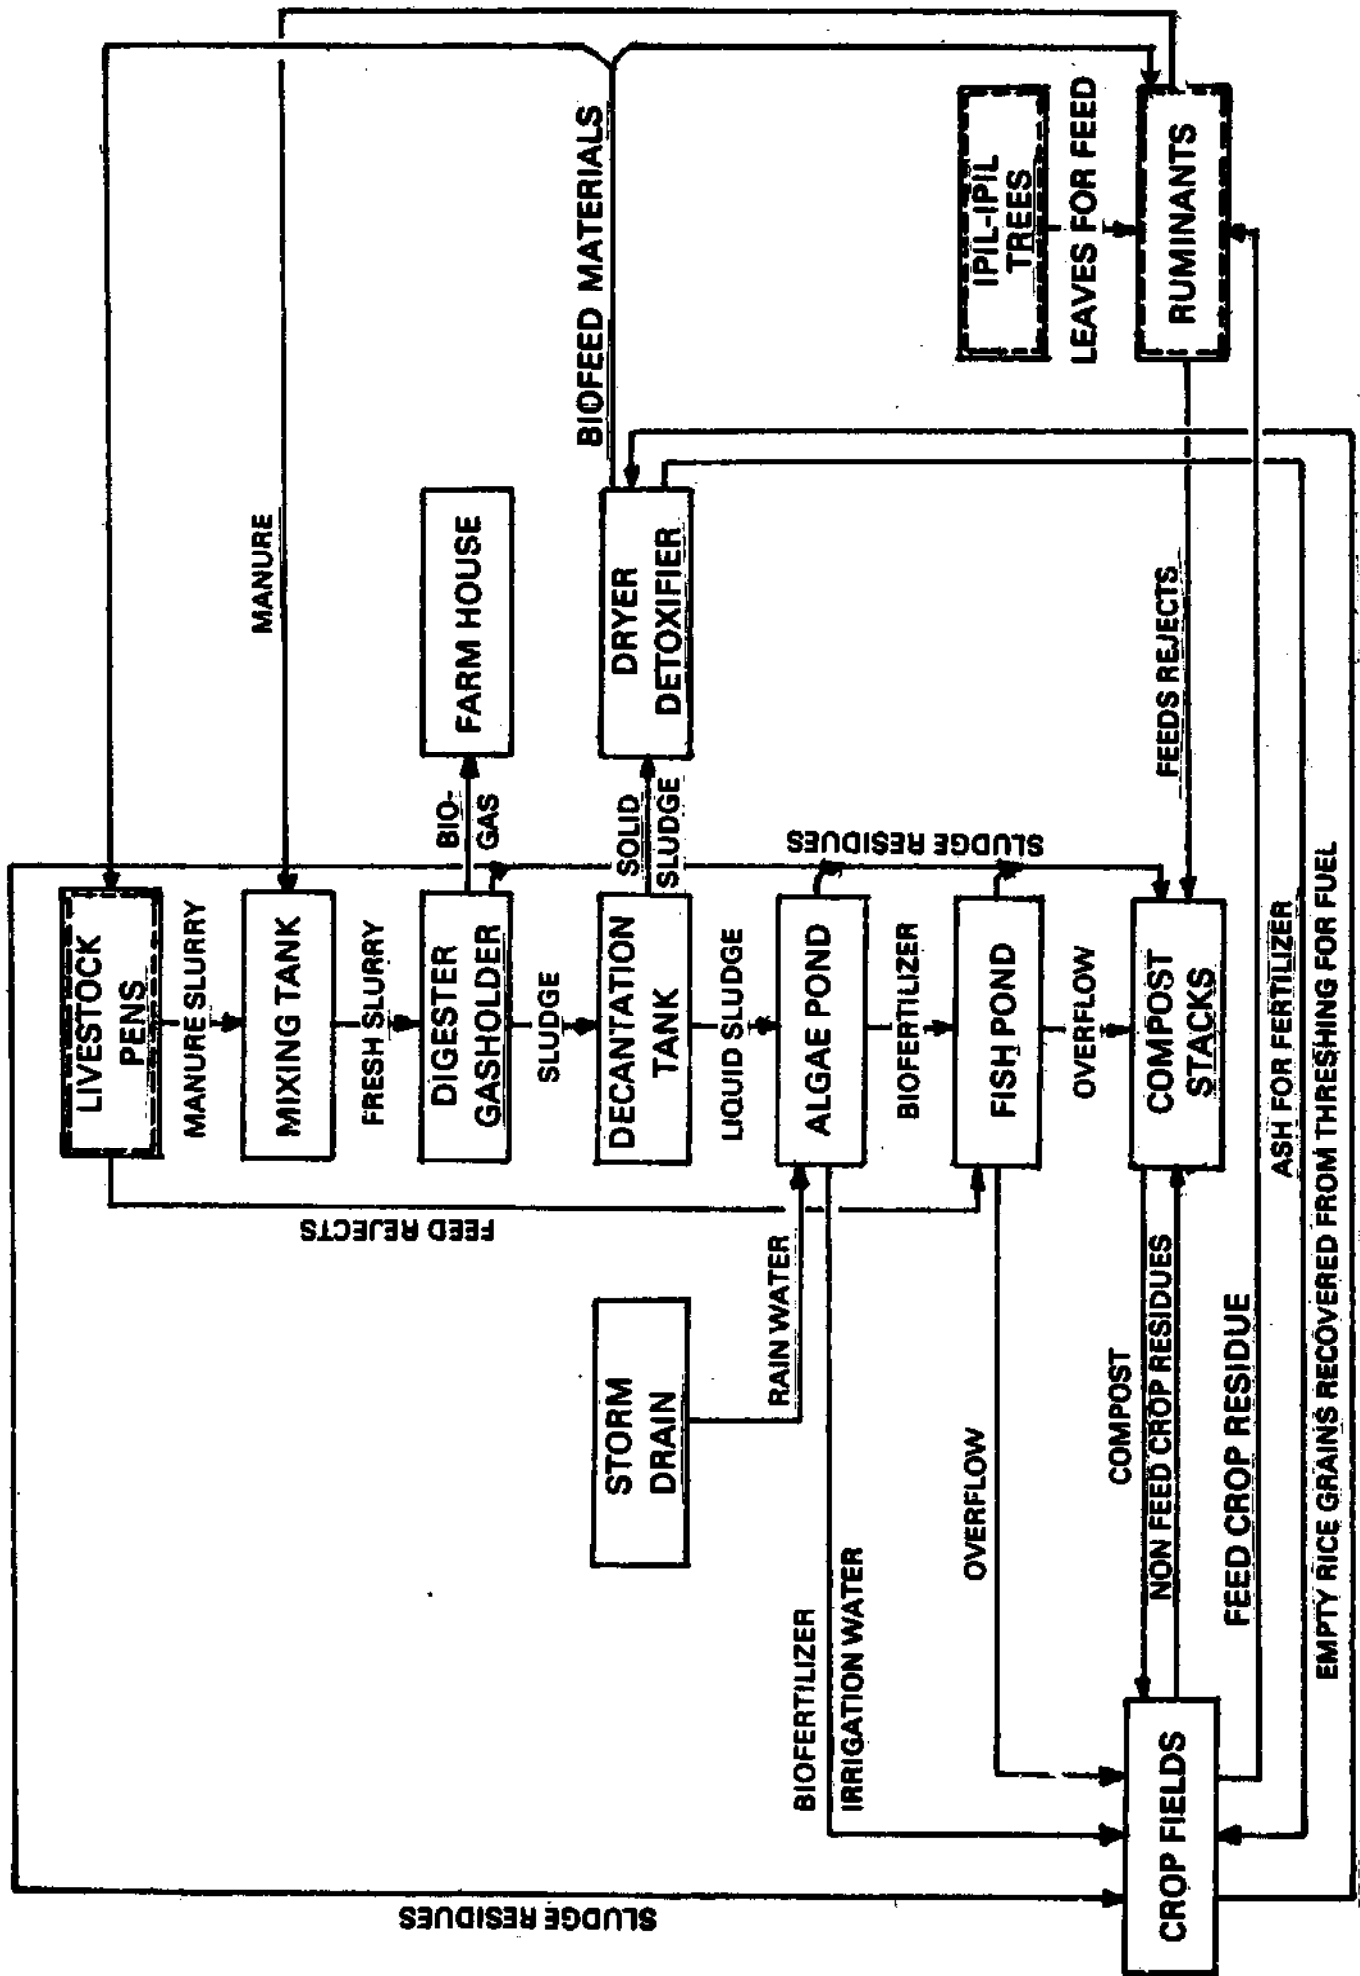 LIVESTOCK
PENS
MANURE SLURRY
MIXING TANK
FRESH SLURRY
DIGESTER
GASHOLDER
SLUDGE
DECANTATION
TANK
LIQUID SLUDGE
ALGAE POND
BIOFERTILIZER
FISH POND
OVERFLOW
COMPOST
STACKS
MANURE
BIO-
GAS
FARM HOUSE
SOLID
SLUDGE
DRYER
DETOXIFIER
BIOFEED MATERIALS
IPIL-IPIL
TREES
LEAVES FOR FEED
RUMINANTS
FEEDS REJECTS
SLUDGE RESIDUES
FEED REJECTS
STORM
DRAIN
RAIN WATER
BIOFERTILIZER
IRRIGATION WATER
OVERFLOW
COMPOST
NON FEED CROP RESIDUES
FEED CROP RESIDUE
ASH FOR FERTILIZER
EMPTY RICE GRAINS RECOVERED FROM THRESHING FOR FUEL
CROP FIELDS
SLUDGE RESIDUES